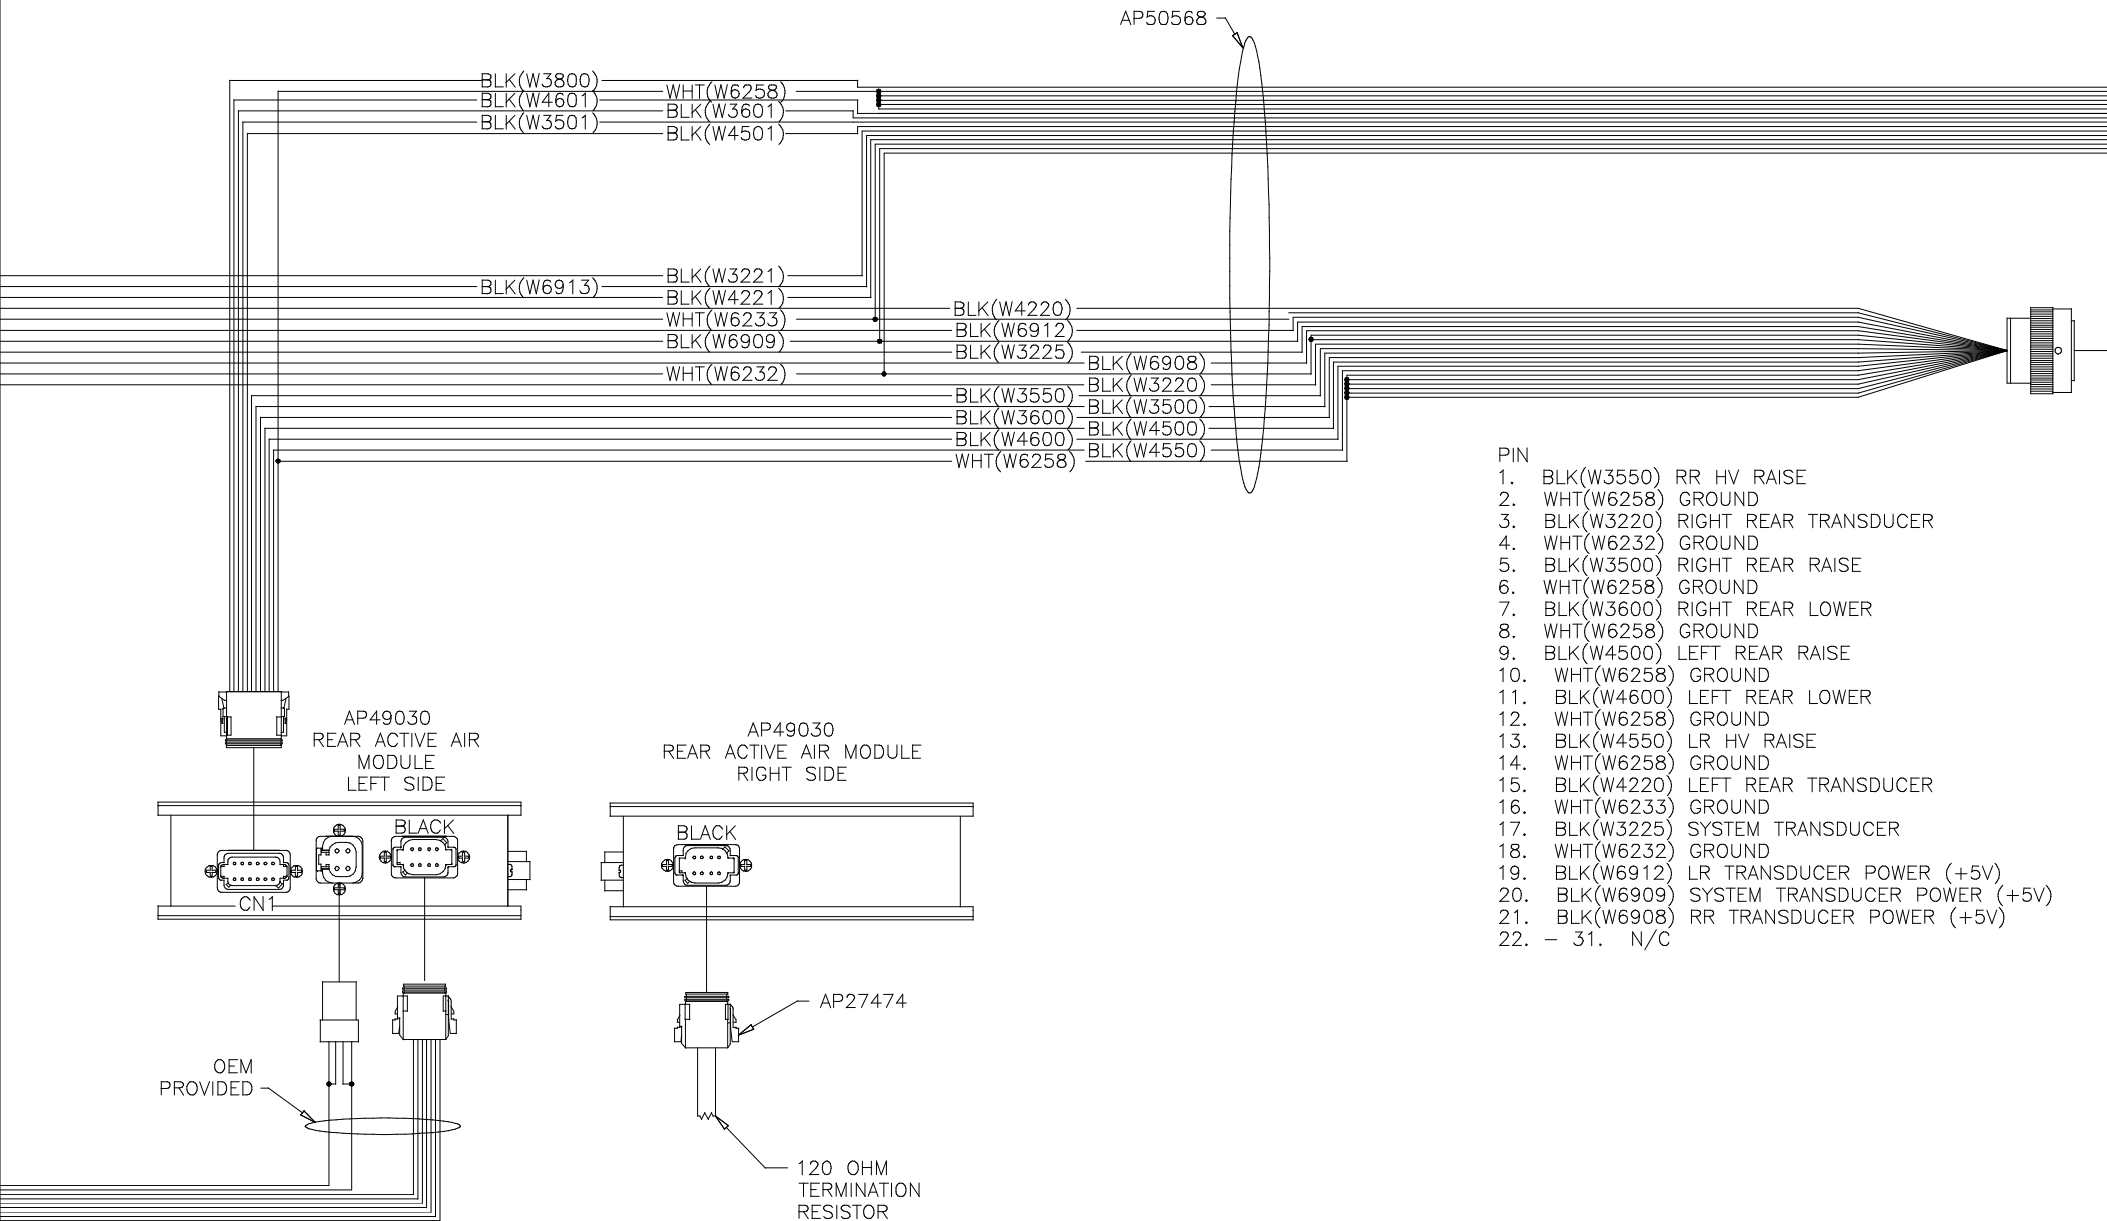 AP50568
BLK(W3800)
WHT(W6258)
BLK(W4601)
BLK(W3601)
BLK(W3501)
BLK(W4501)
BLK(W3221)
BLK(W6913)
BLK(W4221)
BLK(W4220)
WHT(W6233)
BLK(W6912)
BLK(W6909)
BLK(W3225)
BLK(W6908)
WHT(W6232)
BLK(W3220)
BLK(W3550)
BLK(W3500)
BLK(W3600)
BLK(W4500)
BLK(W4600)
BLK(W4550)
WHT(W6258)
PIN
1. BLK(W3550) RR HV RAISE
2. WHT(W6258) GROUND
3. BLK(W3220) RIGHT REAR TRANSDUCER
4. WHT(W6232) GROUND
5. BLK(W3500) RIGHT REAR RAISE
6. WHT(W6258) GROUND
7. BLK(W3600) RIGHT REAR LOWER
8. WHT(W6258) GROUND
9. BLK(W4500) LEFT REAR RAISE
10. WHT(W6258) GROUND
11. BLK(W4600) LEFT REAR LOWER
12. WHT(W6258) GROUND
13. BLK(W4550) LR HV RAISE
14. WHT(W6258) GROUND
15. BLK(W4220) LEFT REAR TRANSDUCER
16. WHT(W6233) GROUND
17. BLK(W3225) SYSTEM TRANSDUCER
18. WHT(W6232) GROUND
19. BLK(W6912) LR TRANSDUCER POWER (+5V)
20. BLK(W6909) SYSTEM TRANSDUCER POWER (+5V)
21. BLK(W6908) RR TRANSDUCER POWER (+5V)
22. – 31. N/C
AP49030
REAR ACTIVE AIR
MODULE
LEFT SIDE
BLACK
CN1
AP49030
REAR ACTIVE AIR MODULE
RIGHT SIDE
BLACK
AP27474
OEM
PROVIDED
120 OHM
TERMINATION
RESISTOR